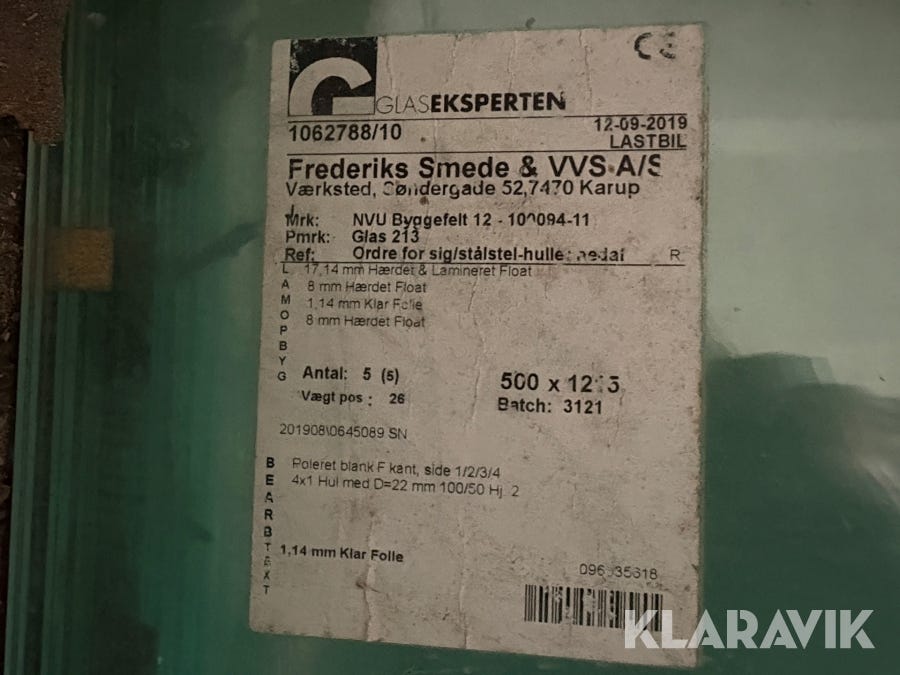 CE
GLASEKSPERTEN
1062788/10
12-09-2019
LASTBIL
Frederiks Smede & VVS A/S
Værksted, Søndergade 52,7470 Karup
Mrk: NVU Byggefelt 12 - 100094-11
Pmrk: Glas 213
Ref: Ordre for sig/stålstel-huller nedaf R
LAMOPBYG
17,14 mm Hærdet & Lamineret Float
8 mm Hærdet Float
1,14 mm Klar Folie
8 mm Hærdet Float
Antal: 5 (5)
500 x
Vægt pos : 26
Batch: 3121
201908\0645089 SN
BEARBTXT
Poleret blank F kant, side 1/2/3/4
4x1 Hul med D=22 mm 100/50 Hj. 2
1,14 mm Klar Folie
KLARAVIK